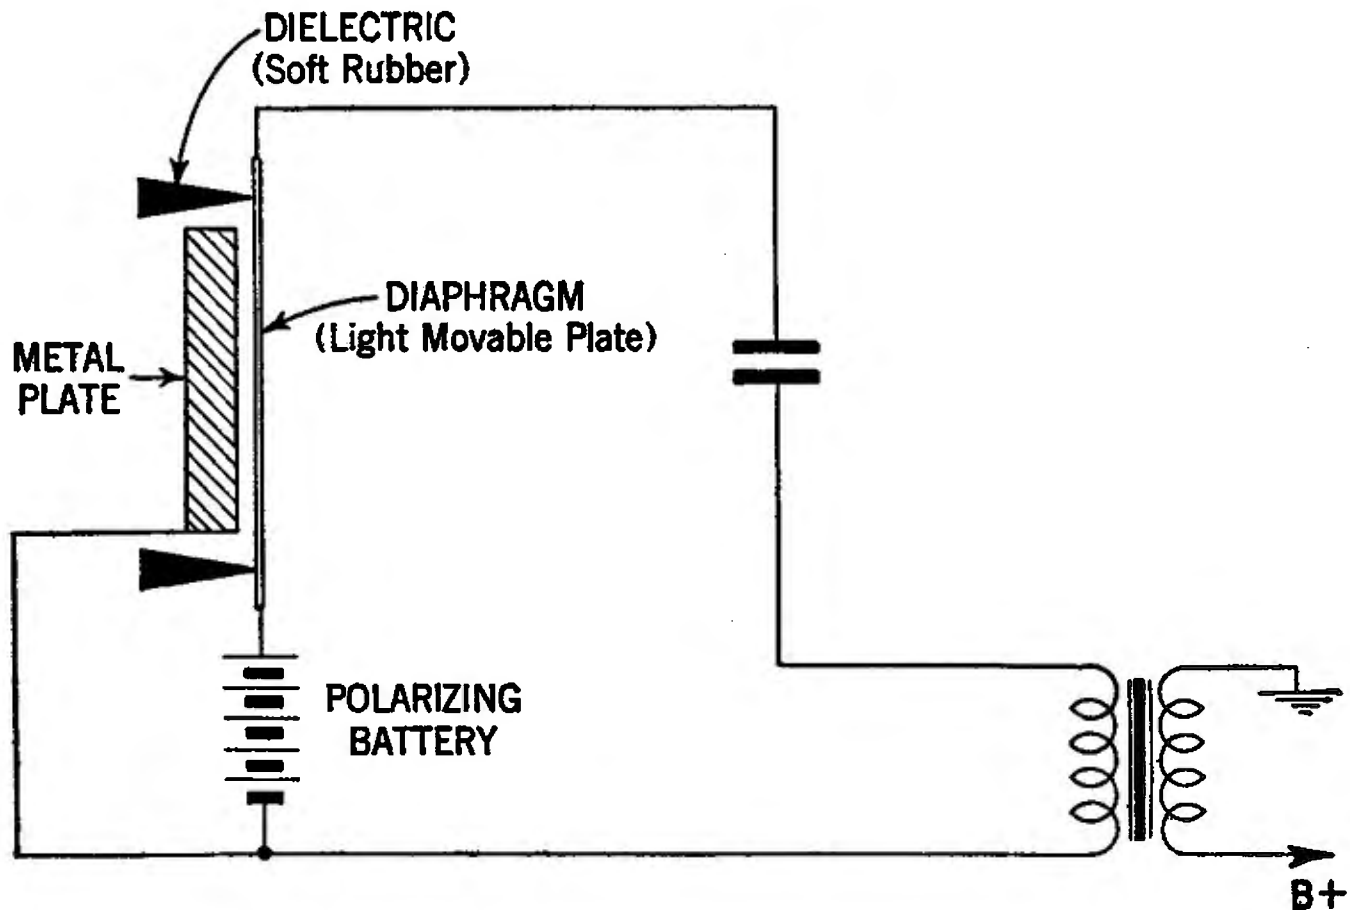 DIELECTRIC
(Soft Rubber)
DIAPHRAGM
(Light Movable Plate)
METAL
PLATE
POLARIZING
BATTERY
B+